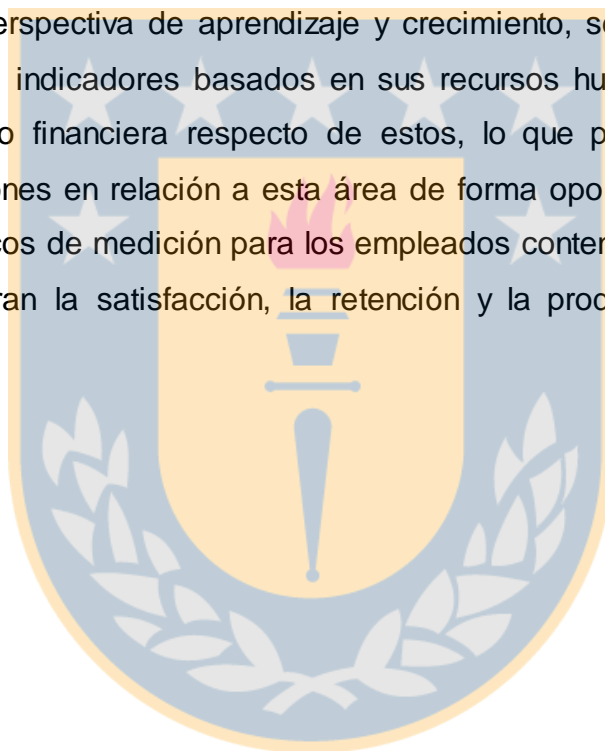 erspectiva de aprendizaje y crecimiento, se
indicadores basados en sus recursos hu
o financiera respecto de estos, lo que p
ones en relación a esta área de forma opo
cos de medición para los empleados conten
ran la satisfacción, la retención y la prod